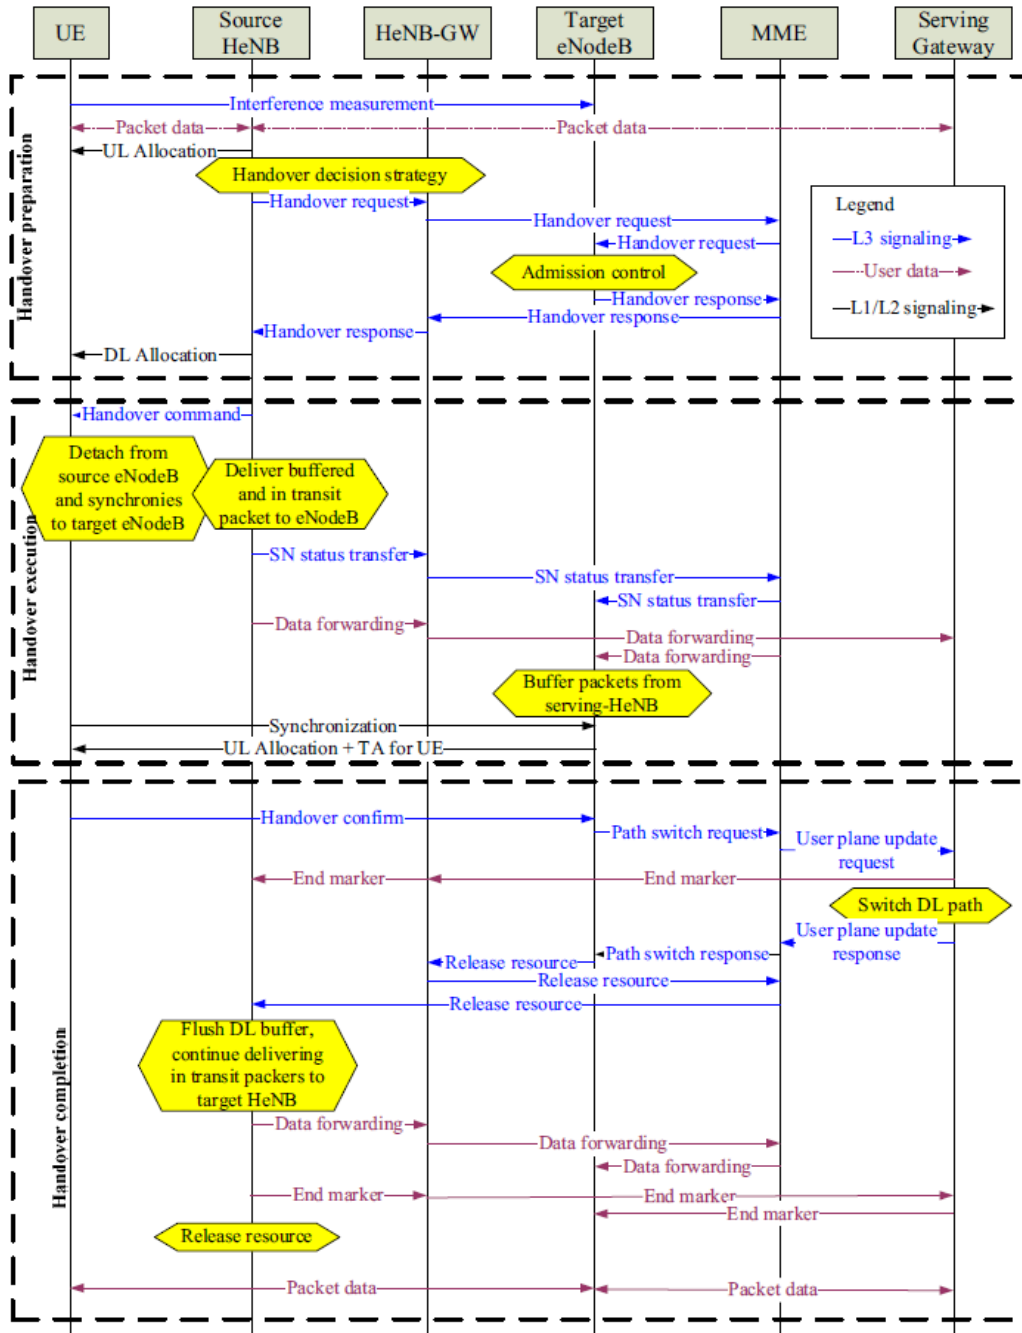 UE
Source
HeNB
HeNB-GW
Target
eNodeB
MME
Serving
Gateway
Handover preparation
Interference measurement
Packet data
Packet data
UL Allocation
Handover decision strategy
Handover request
Handover request
Handover request
Admission control
Handover response
Handover response
Handover response
DL Allocation
Legend
L3 signaling
User data
L1/L2 signaling
Handover execution
Handover command
Detach from
source eNodeB
and synchronies
to target eNodeB
Deliver buffered
and in transit
packet to eNodeB
SN status transfer
SN status transfer
SN status transfer
Data forwarding
Data forwarding
Data forwarding
Buffer packets from
serving-HeNB
Synchronization
UL Allocation + TA for UE
Handover completion
Handover confirm
Path switch request
User plane update
request
End marker
End marker
Switch DL path
User plane update
response
Path switch response
Release resource
Release resource
Release resource
Flush DL buffer,
continue delivering
in transit packers to
target HeNB
Data forwarding
Data forwarding
Data forwarding
End marker
End marker
End marker
Release resource
Packet data
Packet data